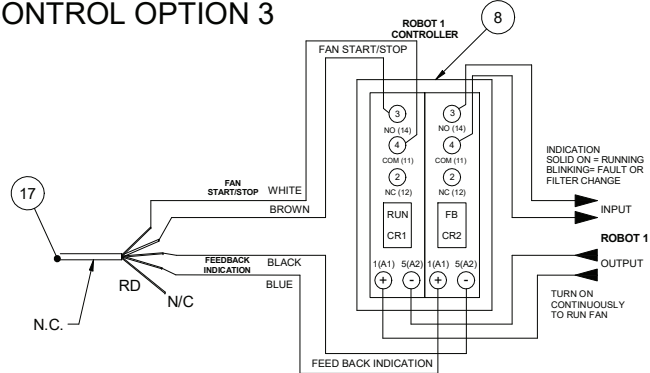 ONTROL OPTION 3
ROBOT 1
CONTROLLER
8
FAN START/STOP
3
NO (14)
4
COM (11)
2
NC (12)
RUN
CR1
3
NO (14)
4
COM (11)
2
NC (12)
FB
CR2
1(A1)
5(A2)
1(A1)
5(A2)
+
-
+
-
INDICATION
SOLID ON = RUNNING
BLINKING= FAULT OR
FILTER CHANGE
INPUT
ROBOT 1
OUTPUT
TURN ON
CONTINUOUSLY
TO RUN FAN
17
FAN
START/STOP
WHITE
BROWN
FEEDBACK
INDICATION
BLACK
BLUE
RD
N/C
N.C.
FEED BACK INDICATION